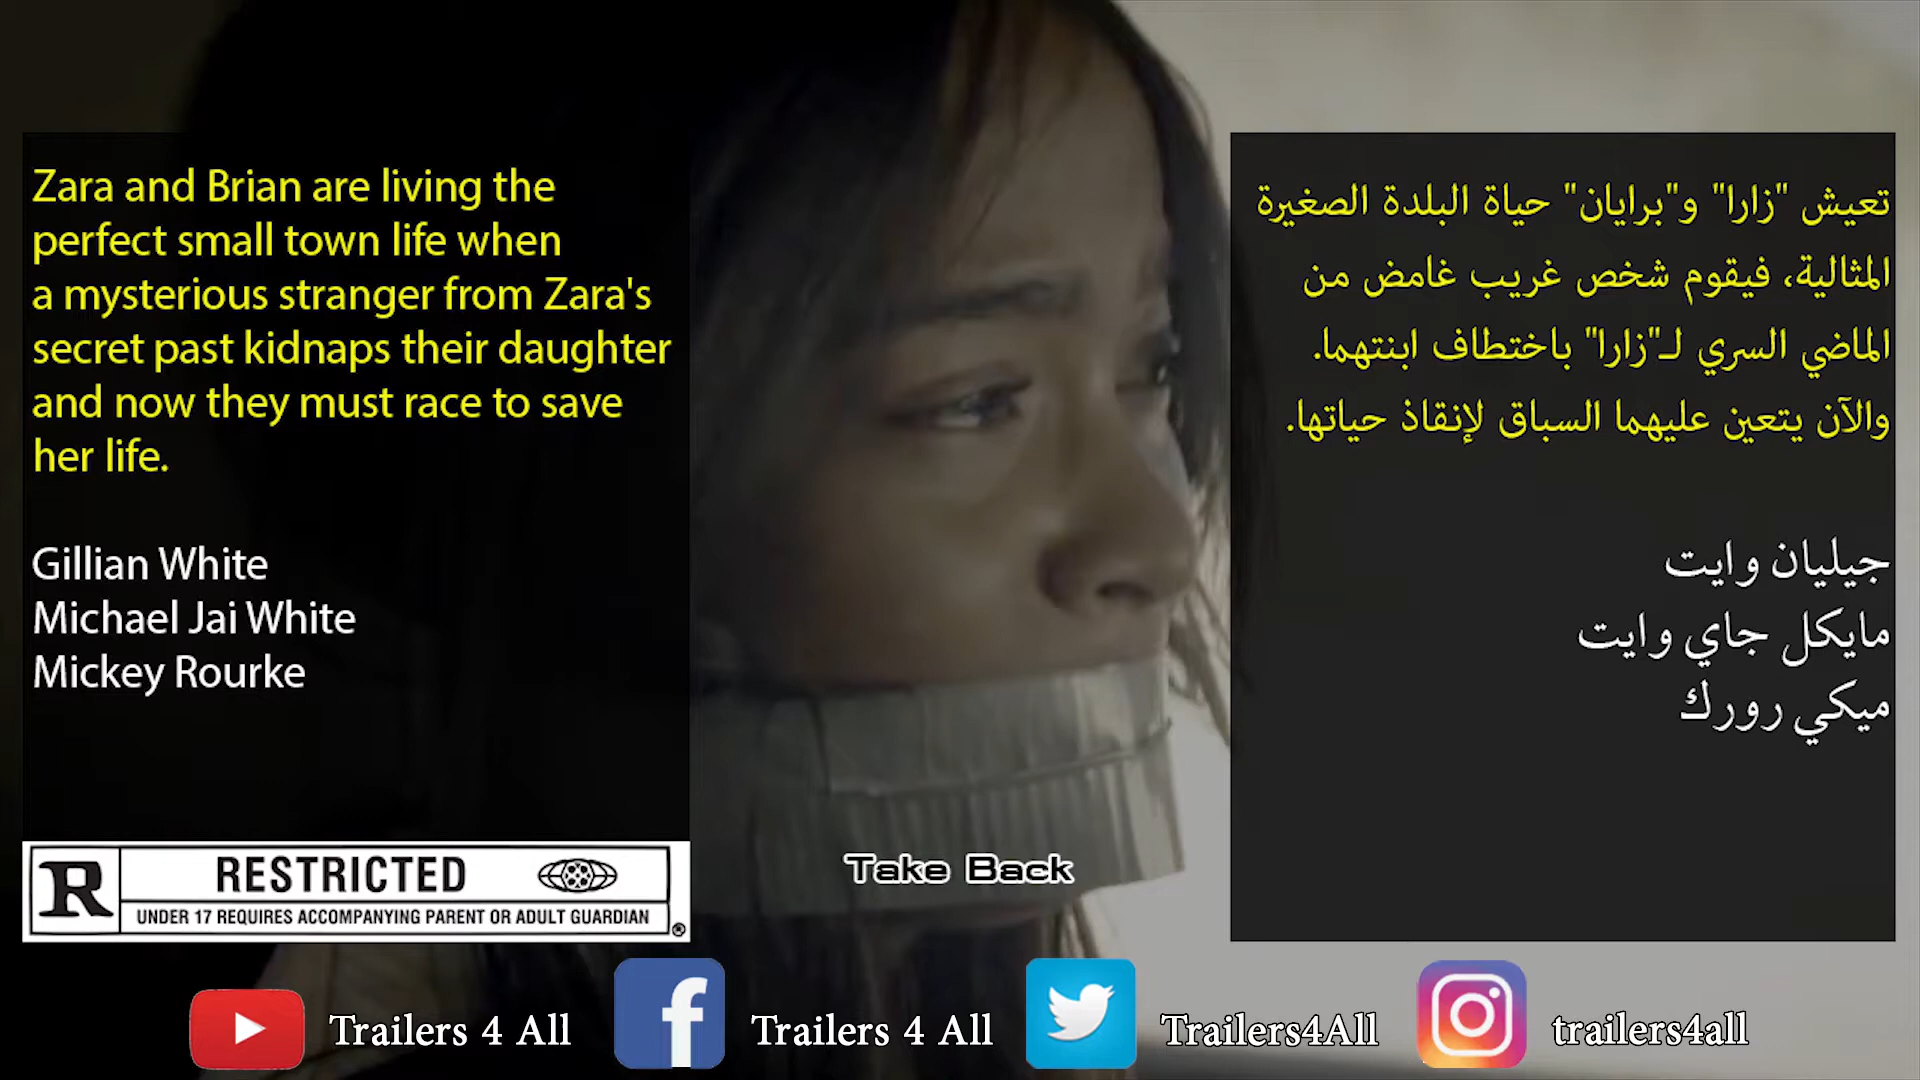 Zara and Brian are living the
perfect small town life when
a mysterious stranger from Zara's
secret past kidnaps their daughter
and now they must race to save
her life.
Gillian White
Michael Jai White
Mickey Rourke
تعيش "زارا" و"برايان" حياة البلدة الصغيرة
المثالية، فيقوم شخص غريب غامض من
الماضي السري لـ"زارا" باختطاف ابنتهما.
والآن يتعين عليهما السباق لإنقاذ حياتها.
جيليان وايت
مايكل جاي وايت
ميكي رورك
R
RESTRICTED
UNDER 17 REQUIRES ACCOMPANYING PARENT OR ADULT GUARDIAN
®
Take Back
Trailers 4 All
f
Trailers 4 All
Trailers4All
trailers4all